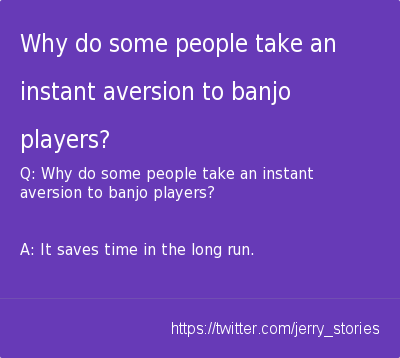 Why do some people take an
instant aversion to banjo
players?
Q: Why do some people take an instant
aversion to banjo players?
A: It saves time in the long run.
https://twitter.com/jerry_stories